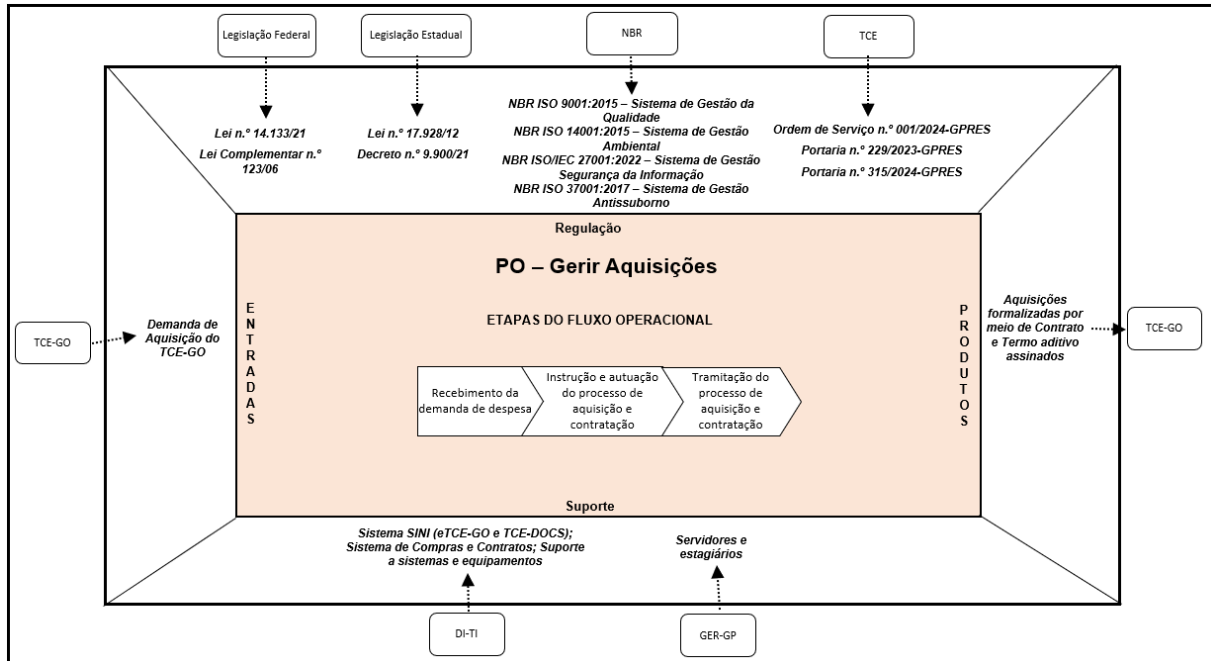 Legislação Federal
Legislação Estadual
NBR
TCE
Lei n.º 14.133/21
Lei Complementar n.º
123/06
Lei n.º 17.928/12
Decreto n.º 9.900/21
NBR ISO 9001:2015 – Sistema de Gestão da
Qualidade
NBR ISO 14001:2015 – Sistema de Gestão
Ambiental
NBR ISO/IEC 27001:2022 – Sistema de Gestão
Segurança da Informação
NBR ISO 37001:2017 – Sistema de Gestão
Antissuborno
Ordem de Serviço n.º 001/2024-GPRES
Portaria n.º 229/2023-GPRES
Portaria n.º 315/2024-GPRES
Regulação
PO – Gerir Aquisições
ETAPAS DO FLUXO OPERACIONAL
TCE-GO
Demanda de
Aquisição do
TCE-GO
ENTRADAS
Recebimento da
demanda de despesa
Instrução e autuação
do processo de
aquisição e
contratação
Tramitação do
processo de
aquisição e
contratação
PRODUTOS
Aquisições
formalizadas por
meio de Contrato
e Termo aditivo
assinados
TCE-GO
Suporte
Sistema SINI (eTCE-GO e TCE-DOCS);
Sistema de Compras e Contratos; Suporte
a sistemas e equipamentos
Servidores e
estagiários
DI-TI
GER-GP